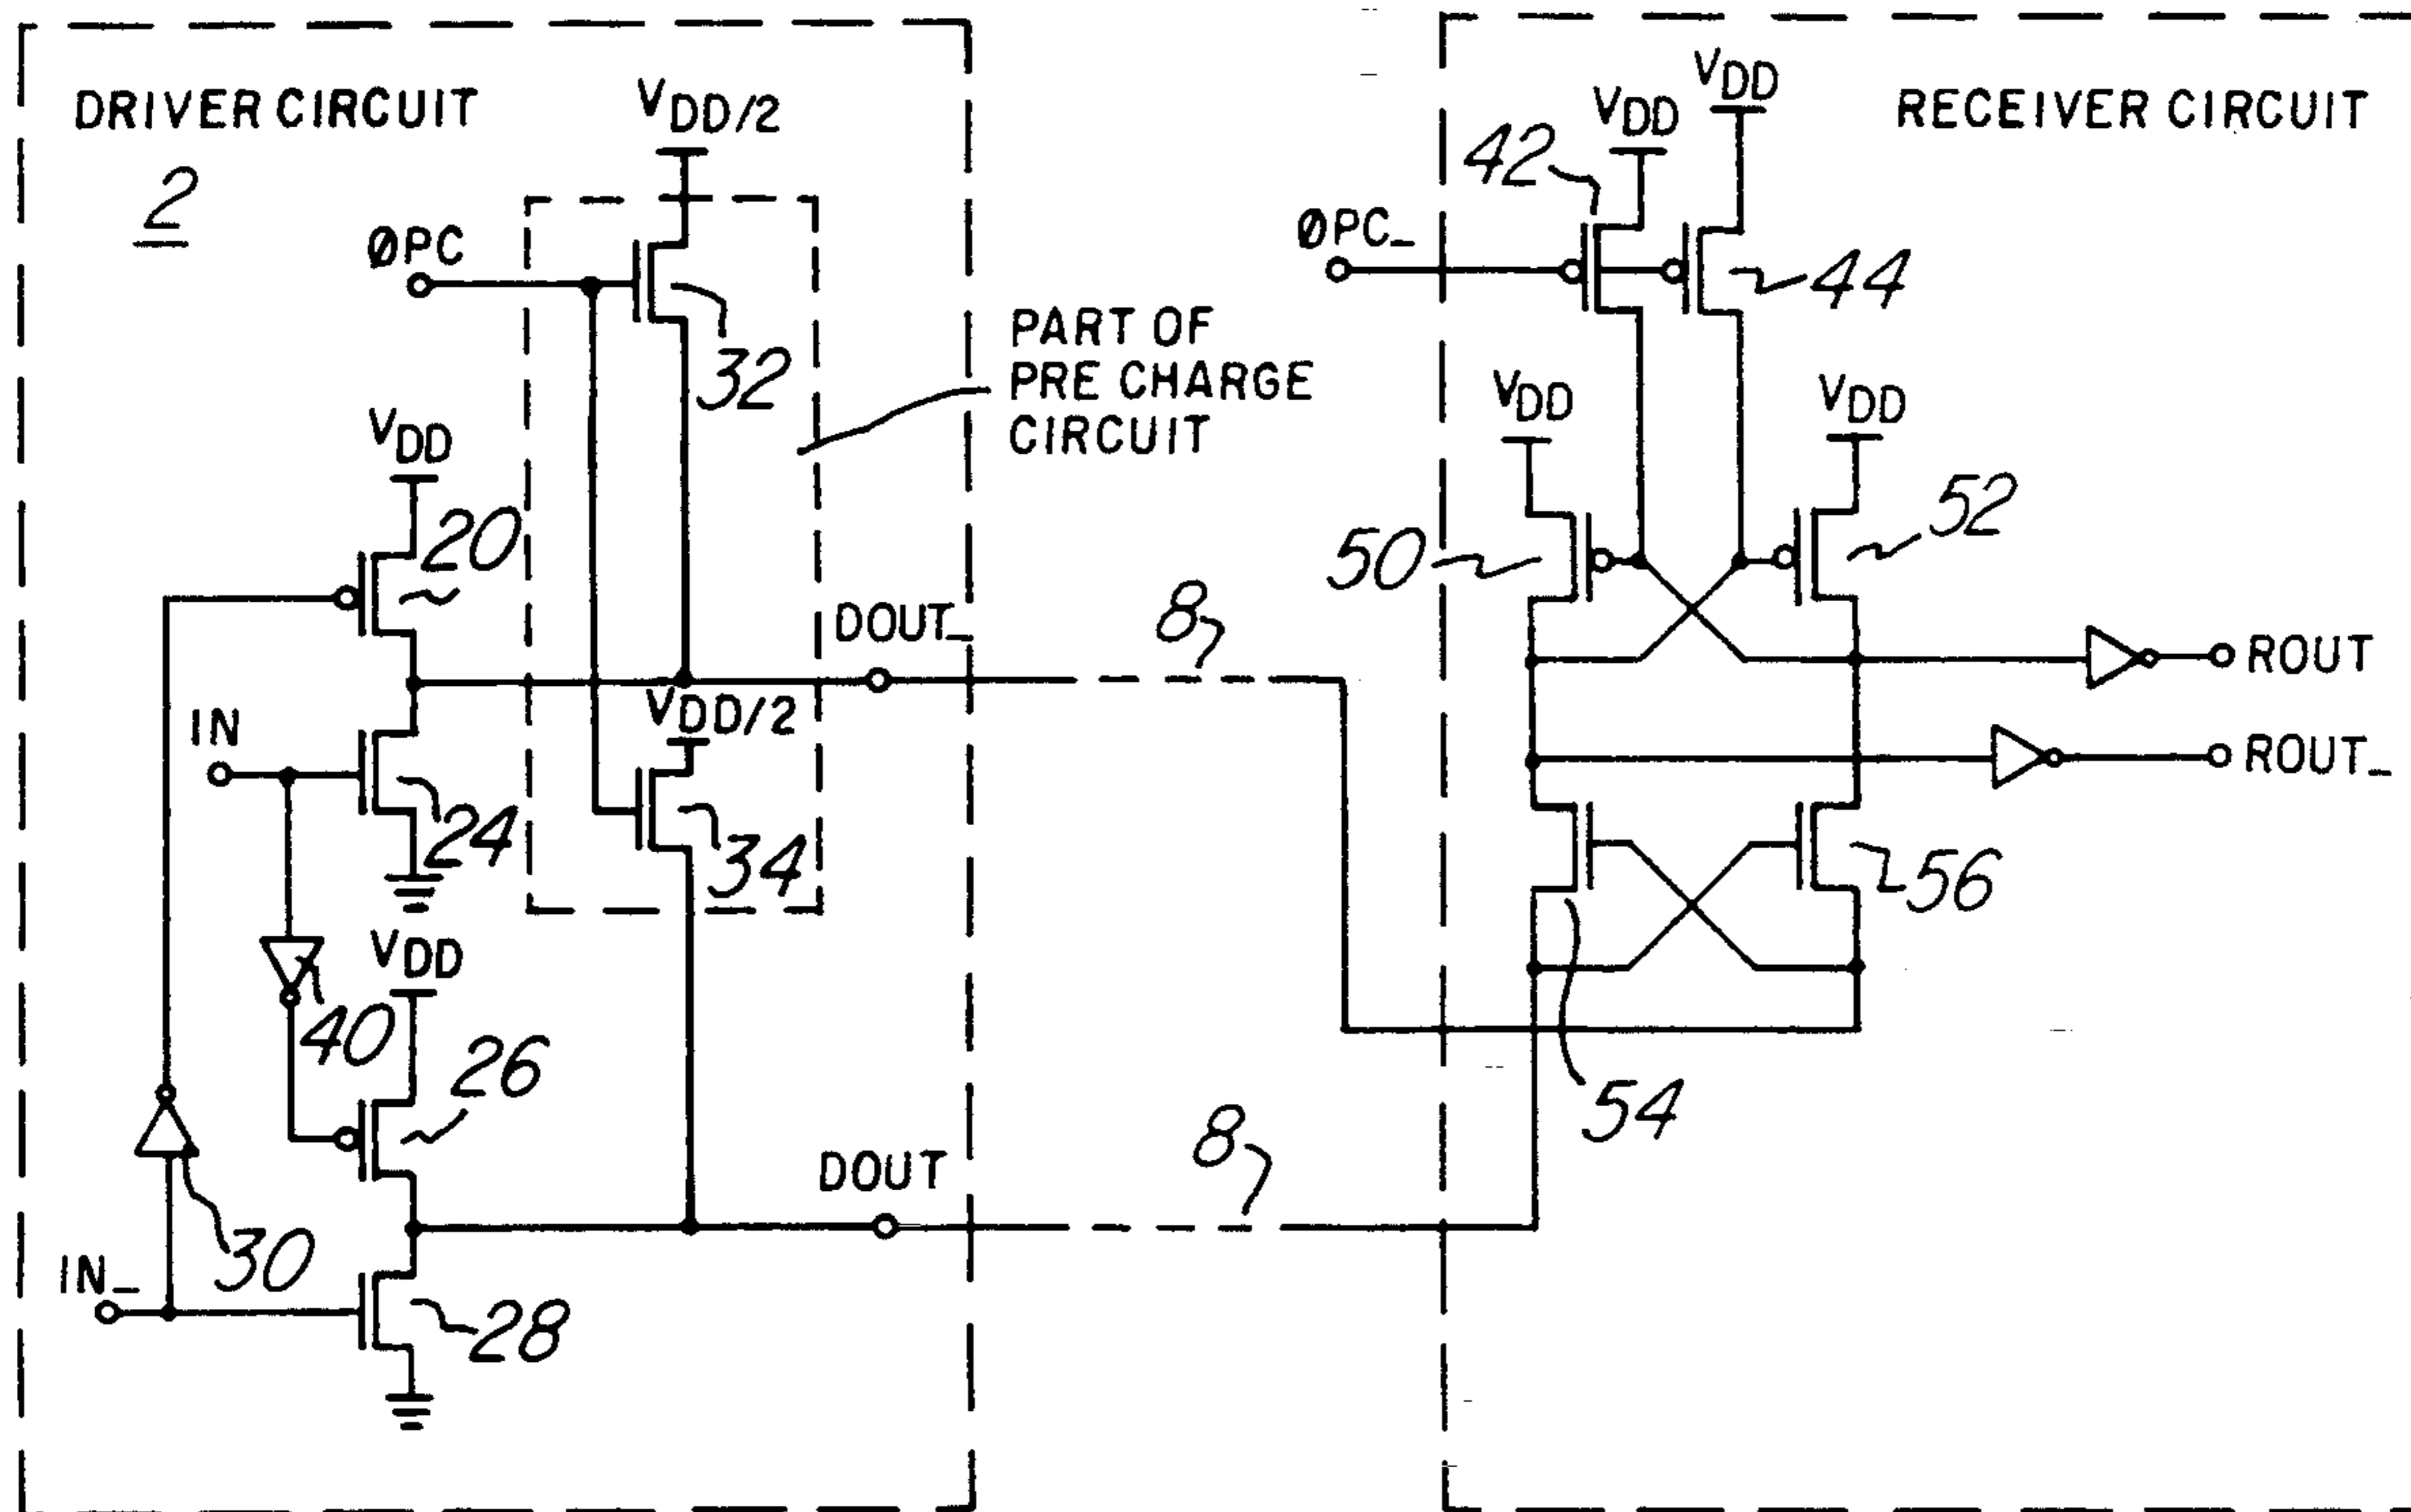 DRIVER CIRCUIT
2
VDD/2
ØPC
32
PART OF
PRE CHARGE
CIRCUIT
VDD
20
DOUT_
8
IN
24
VDD/2
34
40
VDD
26
DOUT
8
30
IN_
28
RECEIVER CIRCUIT
VDD
VDD
42
ØPC_
44
VDD
VDD
50
52
ROUT
ROUT_
56
54